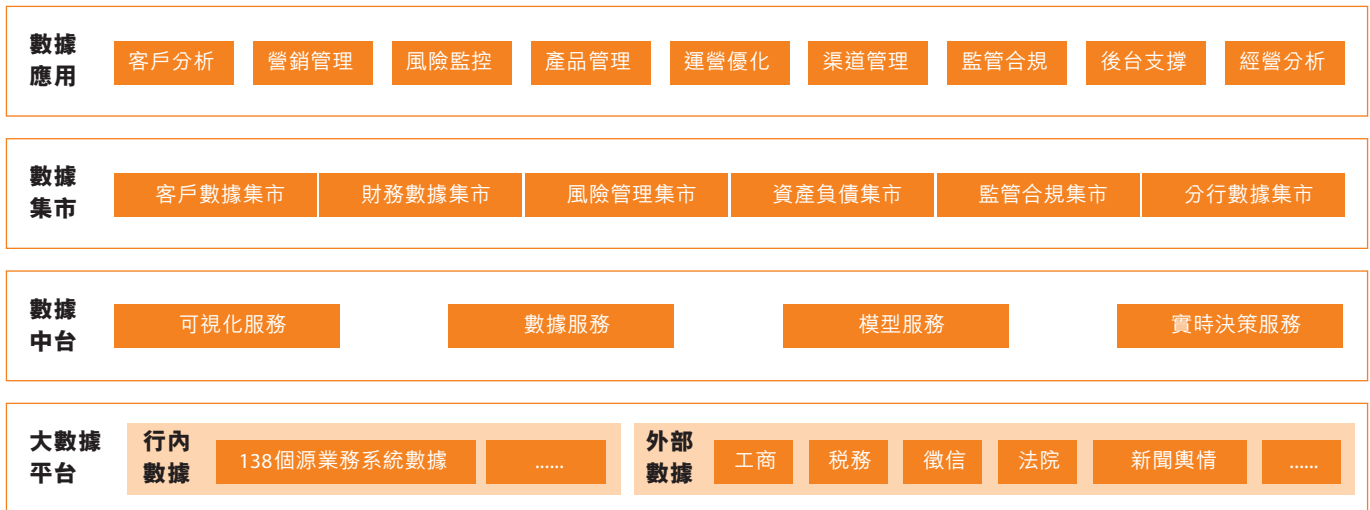 數據
應用
客戶分析 營銷管理 風險監控 產品管理 運營優化 渠道管理 監管合規 後台支撐 經營分析
數據
集市
客戶數據集市 財務數據集市 風險管理集市 資產負債集市 監管合規集市 分行數據集市
數據
中台
可視化服務 數據服務 模型服務 實時決策服務
大數據
平台
行內
數據
138個源業務系統數據 ......
外部
數據
工商 稅務 徵信 法院 新聞輿情 ......